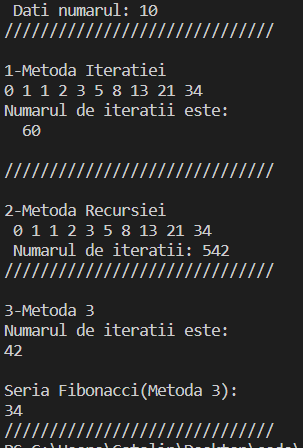 Dati numarul: 10
//////////////////////////////
1-Metoda Iteratiei
0 1 1 2 3 5 8 13 21 34
Numarul de iteratii este:
60
//////////////////////////////
2-Metoda Recursiei
0 1 1 2 3 5 8 13 21 34
Numarul de iteratii: 542
//////////////////////////////
3-Metoda 3
Numarul de iteratii este:
42
Seria Fibonacci(Metoda 3):
34
//////////////////////////////